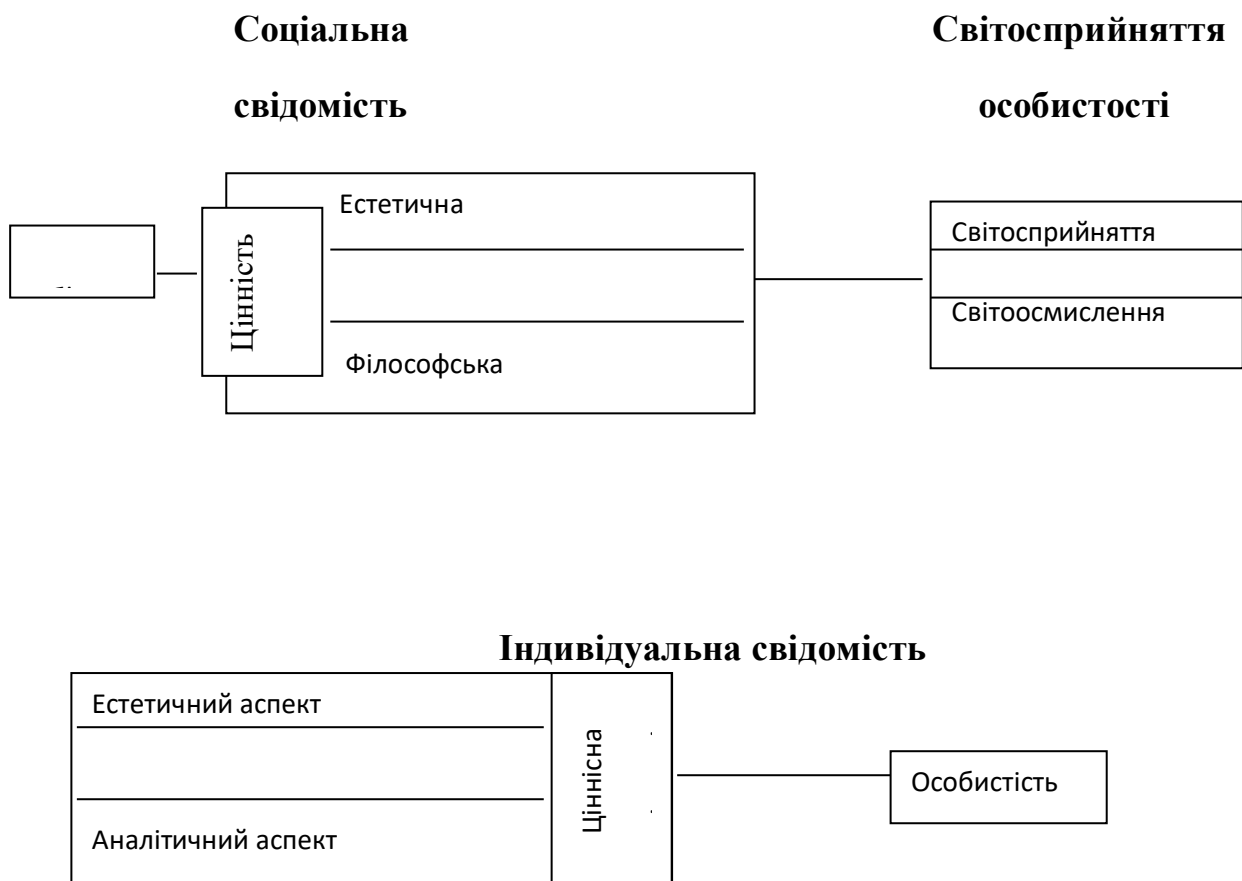 Соціальна
свідомість
Світосприйняття
особистості
Цінність
Естетична
Філософська
Світосприйняття
Світоосмислення
Індивідуальна свідомість
Естетичний аспект
Аналітичний аспект
Ціннісна
Особистість